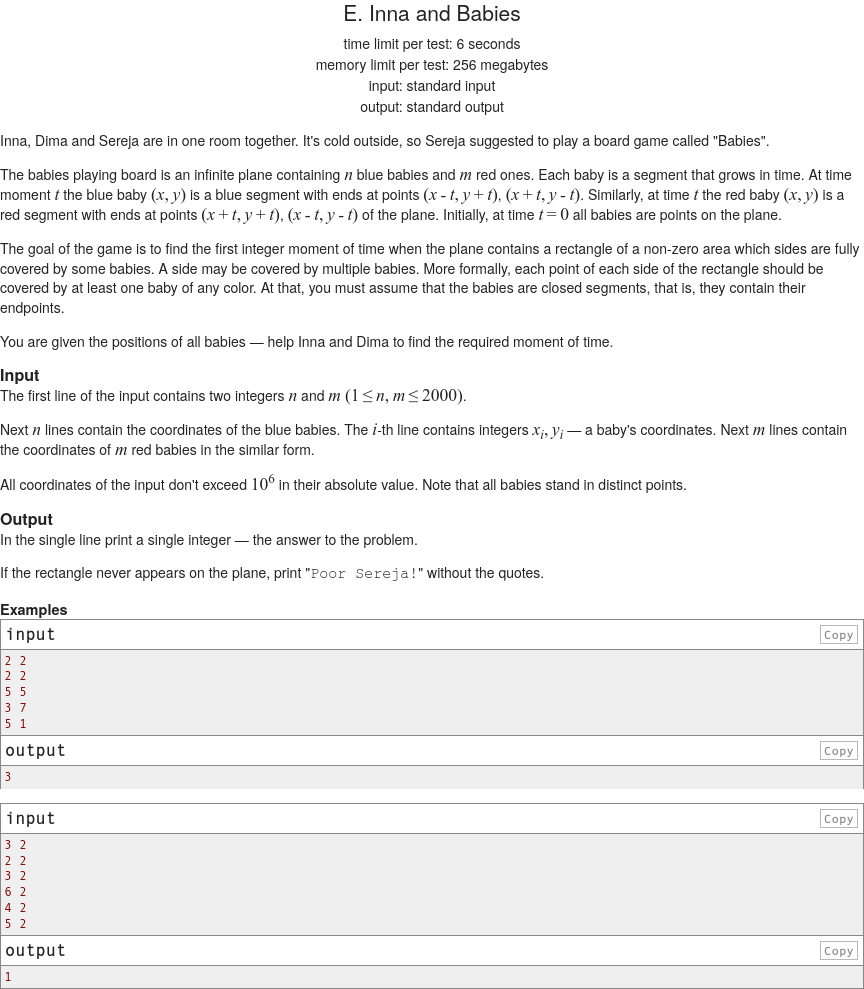 E. Inna and Babies
time limit per test: 6 seconds
memory limit per test: 256 megabytes
input: standard input
output: standard output
Inna, Dima and Sereja are in one room together. It's cold outside, so Sereja suggested to play a board game called "Babies".
The babies playing board is an infinite plane containing n blue babies and m red ones. Each baby is a segment that grows in time. At time
moment t the blue baby (x, y) is a blue segment with ends at points (x - t, y + t), (x + t, y - t). Similarly, at time t the red baby (x, y) is a
red segment with ends at points (x + t, y + t), (x - t, y - t) of the plane. Initially, at time t = 0 all babies are points on the plane.
The goal of the game is to find the first integer moment of time when the plane contains a rectangle of a non-zero area which sides are fully
covered by some babies. A side may be covered by multiple babies. More formally, each point of each side of the rectangle should be
covered by at least one baby of any color. At that, you must assume that the babies are closed segments, that is, they contain their
endpoints.
You are given the positions of all babies — help Inna and Dima to find the required moment of time.
Input
The first line of the input contains two integers n and m (1 ≤ n, m ≤ 2000).
Next n lines contain the coordinates of the blue babies. The i-th line contains integers xᵢ, yᵢ — a baby's coordinates. Next m lines contain
the coordinates of m red babies in the similar form.
All coordinates of the input don't exceed 10⁶ in their absolute value. Note that all babies stand in distinct points.
Output
In the single line print a single integer — the answer to the problem.
If the rectangle never appears on the plane, print "Poor Sereja!" without the quotes.
Examples
input Copy
2 2
2 2
5 5
3 7
5 1
output Copy
3
input Copy
3 2
2 2
3 2
6 2
4 2
5 2
output Copy
1